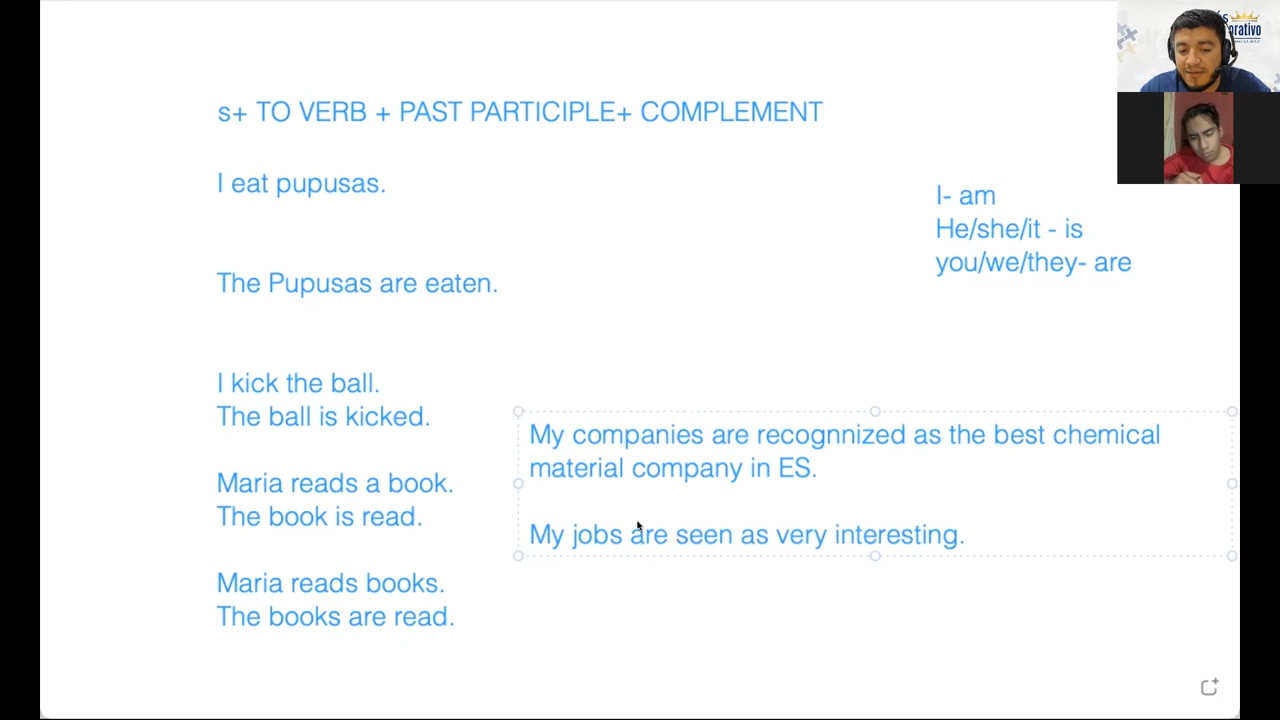 s+ TO VERB + PAST PARTICIPLE+ COMPLEMENT
I eat pupusas.
The Pupusas are eaten.
I kick the ball.
The ball is kicked.
Maria reads a book.
The book is read.
Maria reads books.
The books are read.
I- am
He/she/it - is
you/we/they- are
My companies are recognnized as the best chemical
material company in ES.
My jobs are seen as very interesting.